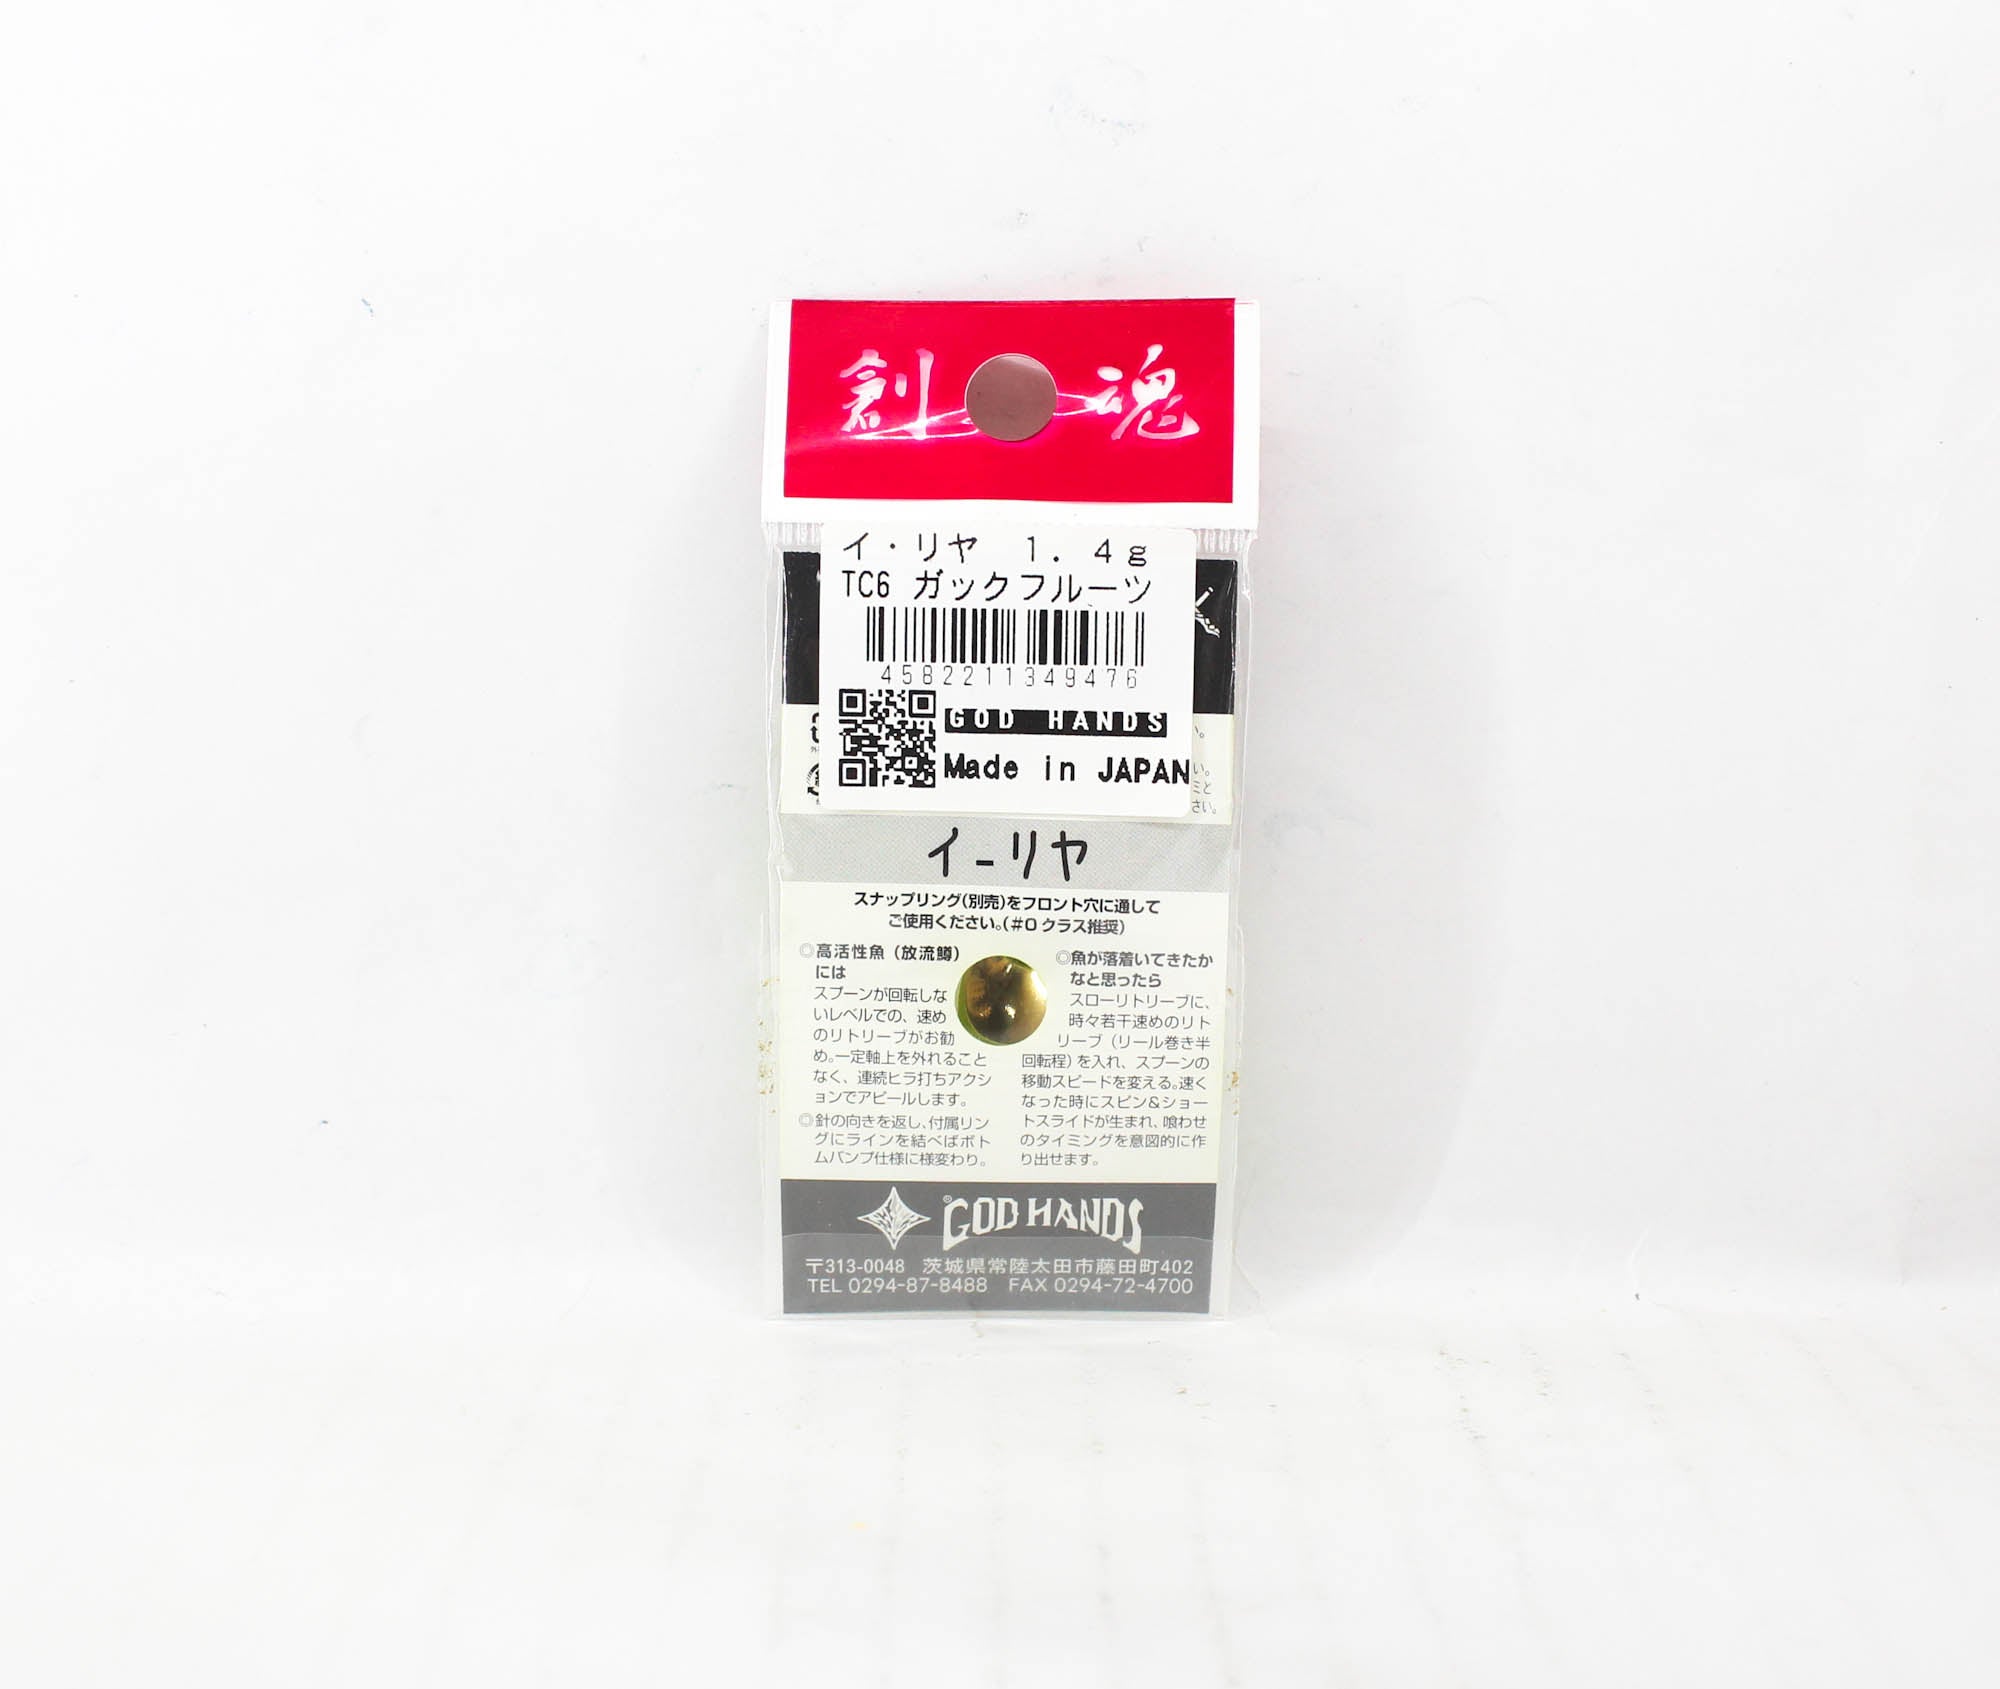 創 魂
イ・リヤ 1.4g
TC6 ガックフルーツ
4582211349476
GOD HANDS
Made in JAPAN
い。
い。
ミと
さい。
イ-リヤ
スナップリング(別売)をフロント穴に通して
ご使用ください。(#0クラス推奨)
◎高活性魚(放流鱒)
には
スプーンが回転しな
いレベルでの、速め
のリトリーブがお勧
め。一定軸上を外れること
なく、連続ヒラ打ちアクシ
ョンでアピールします。
◎針の向きを返し、付属リン
グにラインを結べばボト
ムバンプ仕様に様変わり。
◎魚が落着いてきたか
なと思ったら
スローリトリーブに、
時々若干速めのリト
リーブ(リール巻き半
回転程)を入れ、スプーンの
移動スピードを変える。速く
なった時にスピン&ショー
トスライドが生まれ、喰わせ
のタイミングを意図的に作
り出せます。
®GOD HANDS
〒313-0048 茨城県常陸太田市藤田町402
TEL 0294-87-8488 FAX 0294-72-4700